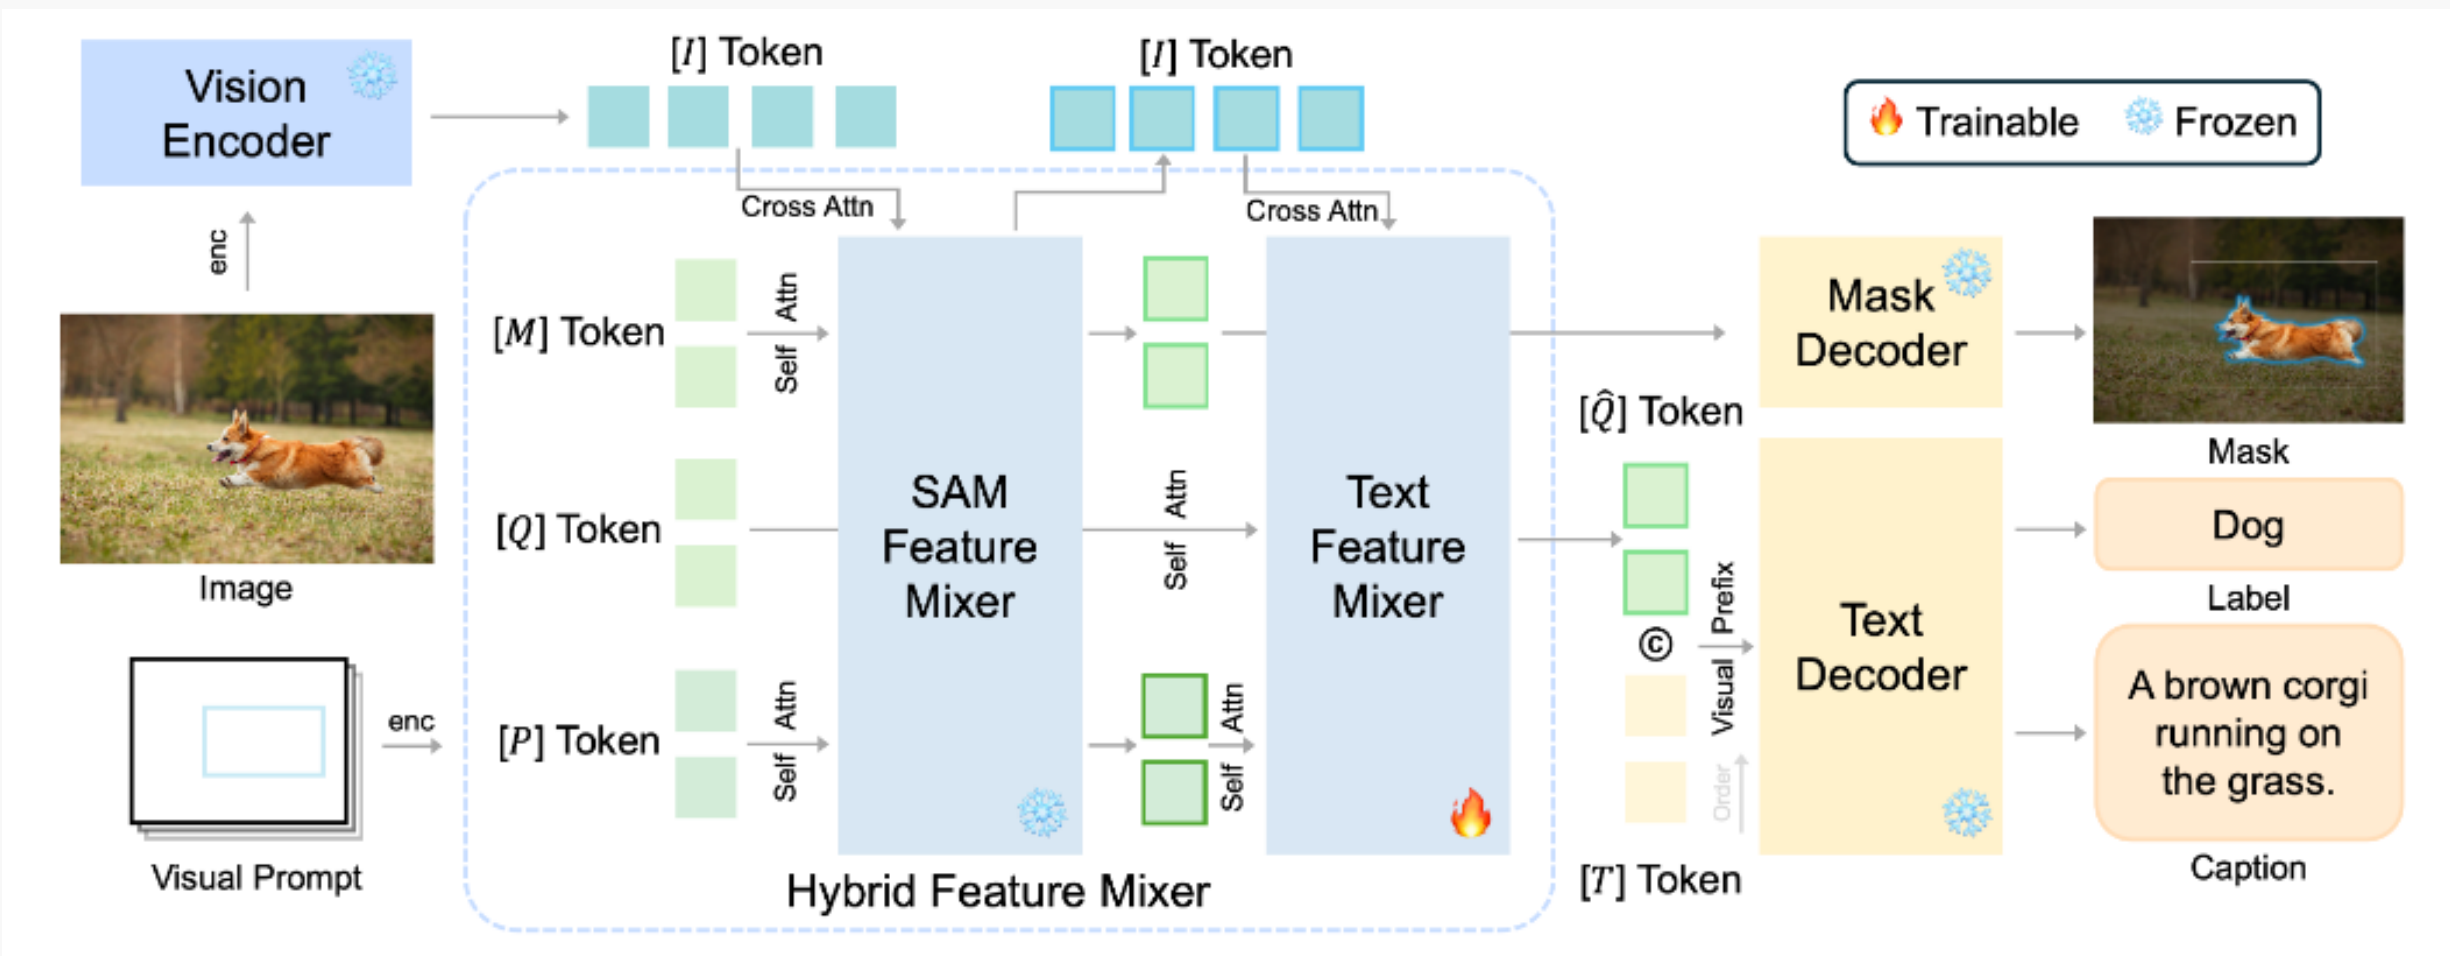 Vision
Encoder
[I] Token
[I] Token
Trainable
Frozen
Cross Attn
Cross Attn
enc
[M] Token
Self Attn
Mask
Decoder
Mask
[Q̂] Token
Image
[Q] Token
SAM
Feature
Mixer
Self Attn
Text
Feature
Mixer
©
Visual Prefix
Text
Decoder
Dog
Label
enc
[P] Token
Self Attn
Self Attn
Order
A brown corgi
running on
the grass.
Visual Prompt
Hybrid Feature Mixer
[T] Token
Caption